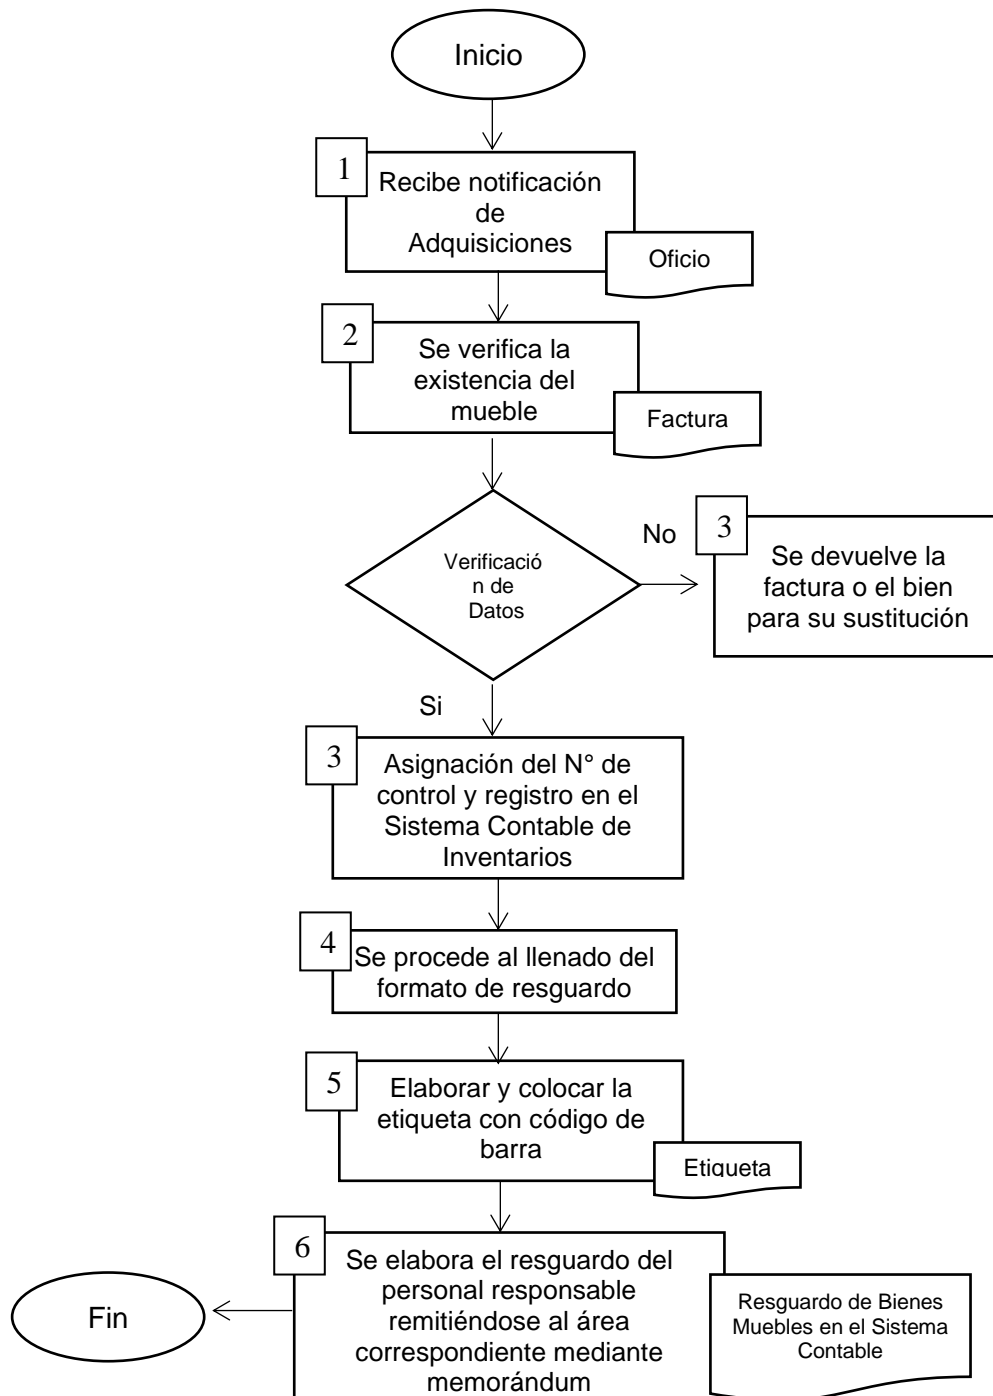 Inicio
1
Recibe notificación
de
Adquisiciones
Oficio
2
Se verifica la
existencia del
mueble
Factura
Verificació
n de
Datos
No
3
Se devuelve la
factura o el bien
para su sustitución
Si
3
Asignación del N° de
control y registro en el
Sistema Contable de
Inventarios
4
Se procede al llenado del
formato de resguardo
5
Elaborar y colocar la
etiqueta con código de
barra
Etiqueta
6
Se elabora el resguardo del
personal responsable
remitiéndose al área
correspondiente mediante
memorándum
Resguardo de Bienes
Muebles en el Sistema
Contable
Fin